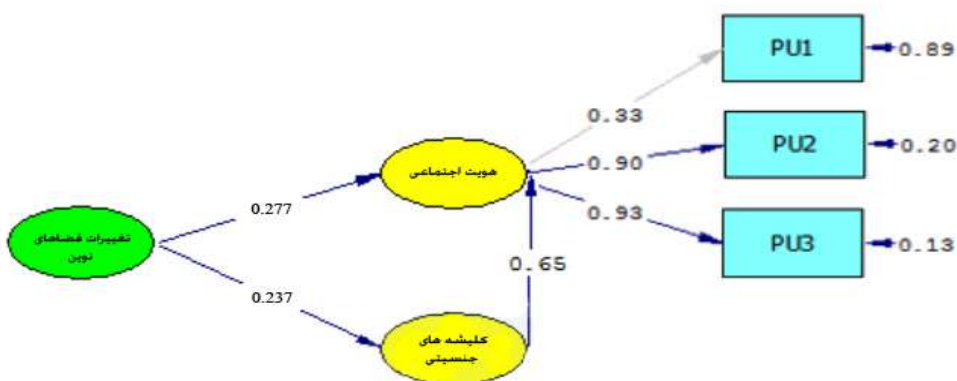 PU1
0.89
0.33
هویت اجتماعی
0.90
PU2
0.20
0.277
0.93
تغییرات فضاهای
نوین
PU3
0.13
0.65
0.237
کلیشه های
جنسیتی